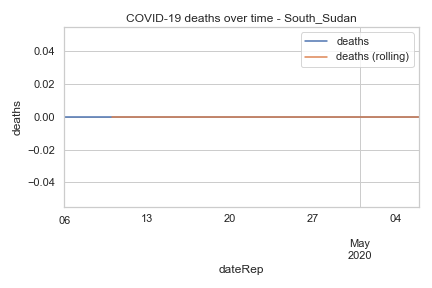 COVID-19 deaths over time - South_Sudan
deaths
deaths (rolling)
0.04
0.02
0.00
−0.02
−0.04
deaths
06
13
20
27
04
May
2020
dateRep